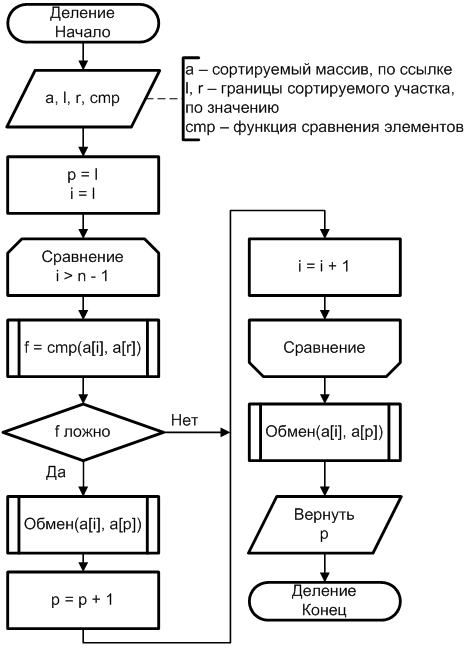 Деление
Начало
a, l, r, cmp
a – сортируемый массив, по ссылке
l, r – границы сортируемого участка,
по значению
cmp – функция сравнения элементов
p = l
i = l
Сравнение
i > n - 1
f = cmp(a[i], a[r])
f ложно
Нет
Да
Обмен(a[i], a[p])
p = p + 1
i = i + 1
Сравнение
Обмен(a[i], a[p])
Вернуть
p
Деление
Конец